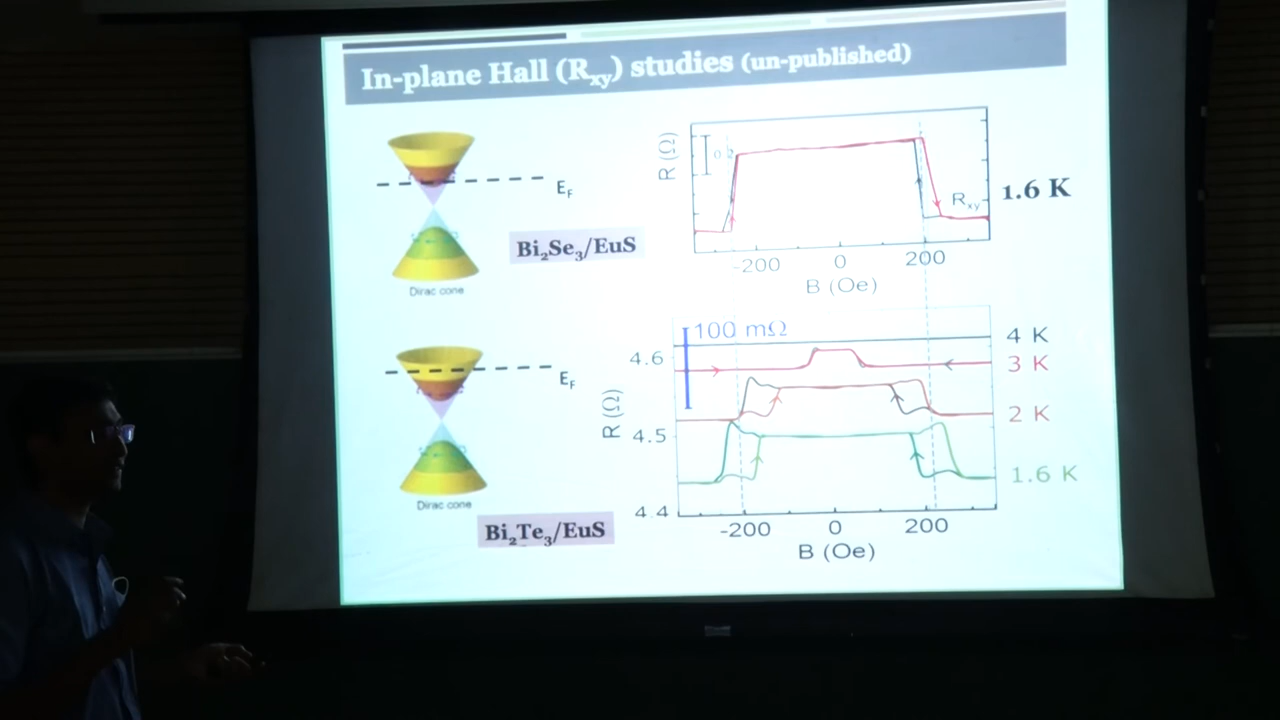 In-plane Hall (Rxy) studies (un-published)
EF
Bi2Se3/EuS
Dirac cone
R(Ω)
Rxy
1.6 K
-200 0 200
B (Oe)
EF
Dirac cone
Bi2Te3/EuS
100 mΩ
R(Ω)
4.6
4.5
4.4
4 K
3 K
2 K
1.6 K
-200 0 200
B (Oe)